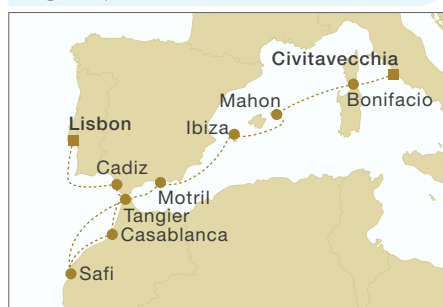 Civitavecchia
Mahon
Bonifacio
Lisbon
Ibiza
Cadiz
Motril
Tangier
Casablanca
Safi